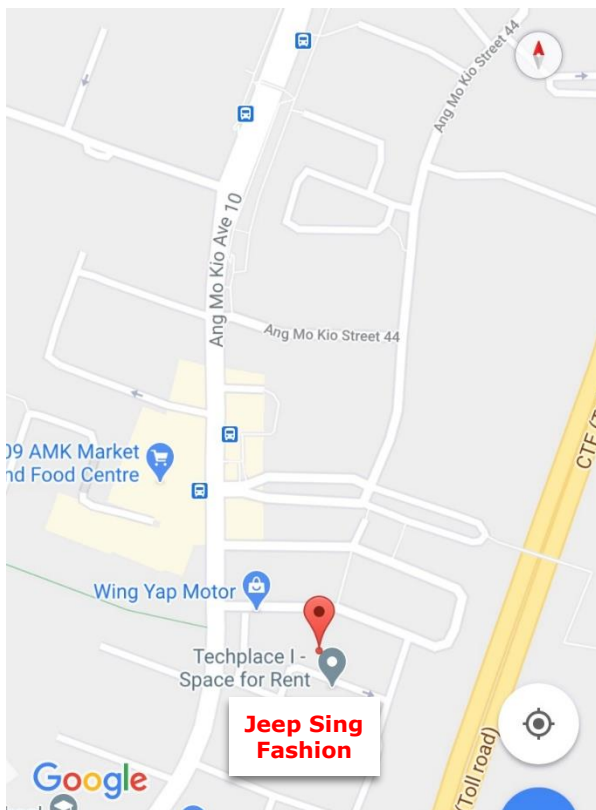 Ang Mo Kio Street 44
Ang Mo Kio Ave 10
Ang Mo Kio Street 44
09 AMK Market
nd Food Centre
CTE (T
Wing Yap Motor
Techplace I -
Space for Rent
Jeep Sing
Fashion
Toll road)
Google